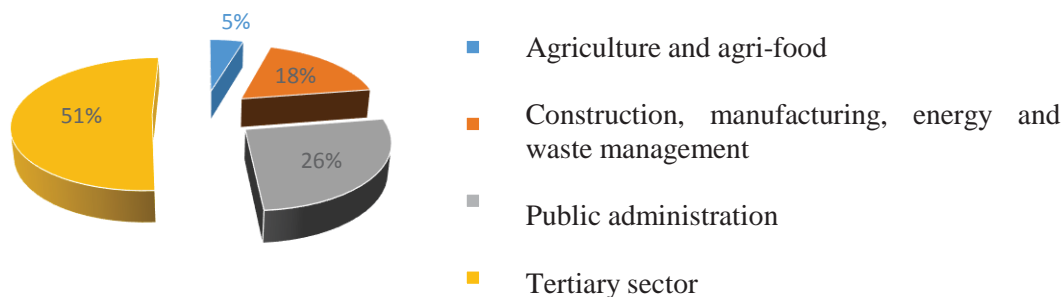 5%
18%
51%
26%
Agriculture and agri-food
Construction, manufacturing, energy and
waste management
Public administration
Tertiary sector